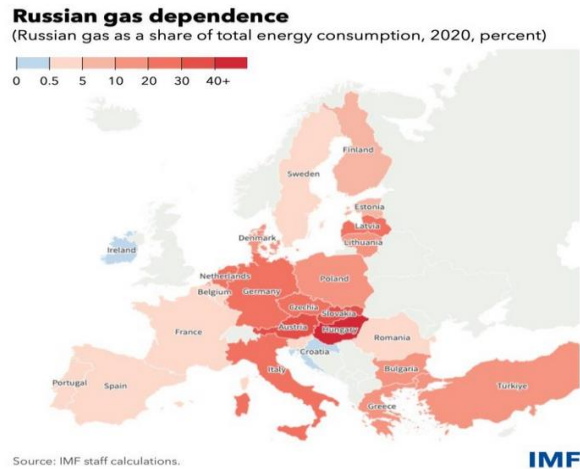 Russian gas dependence
(Russian gas as a share of total energy consumption, 2020, percent)
0 0.5 5 10 20 30 40+
Finland
Sweden
Estonia
Latvia
Lithuania
Denmark
Ireland
Netherlands
Poland
Belgium
Germany
Czechia
Slovakia
Austria
Hungary
France
Romania
Croatia
Italy
Bulgaria
Portugal
Spain
Türkiye
Greece
Source: IMF staff calculations.
IMF